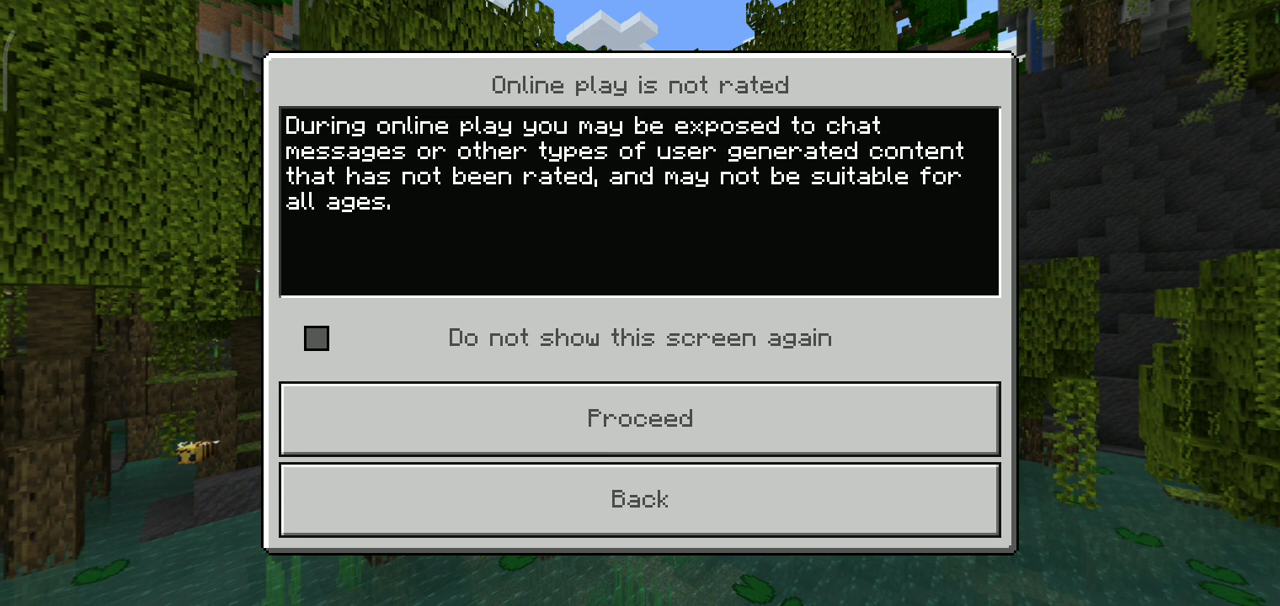 Online play is not rated
During online play you may be exposed to chat
messages or other types of user generated content
that has not been rated, and may not be suitable for
all ages.
Do not show this screen again
Proceed
Back